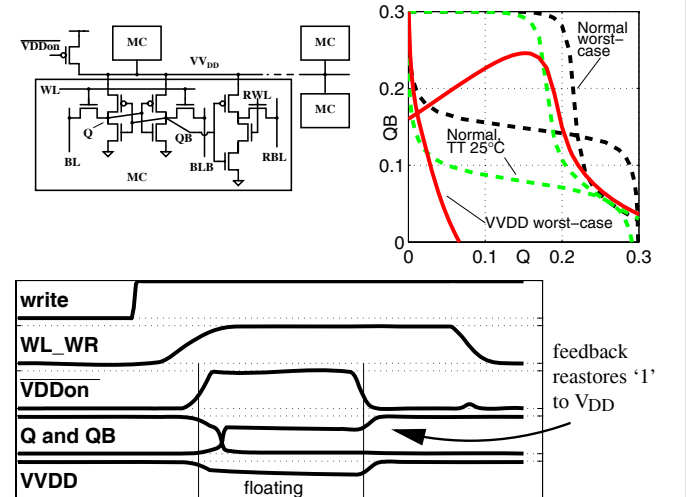 VDDon
MC
MC
VVDD
MC
WL
RWL
Q
QB
BL
BLB
RBL
MC
0.3
0.2
0.1
0
QB
Normal
worst-
case
Normal,
TT 25°C
VVDD worst-case
0
0.1
Q
0.2
0.3
write
WL_WR
VDDon
Q and QB
VVDD
floating
feedback
reastores ‘1’
to VDD